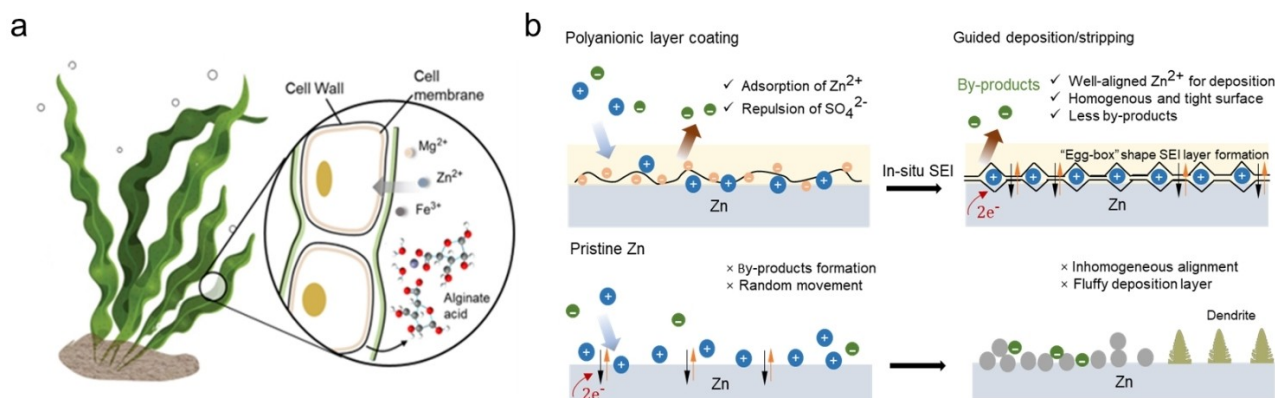 a
Cell Wall
Cell
membrane
Mg2+
Zn2+
Fe3+
Alginate
acid
b
Polyanionic layer coating
✓ Adsorption of Zn2+
✓ Repulsion of SO42-
Zn
In-situ SEI
Guided deposition/stripping
By-products
✓ Well-aligned Zn2+ for deposition
✓ Homogenous and tight surface
✓ Less by-products
"Egg-box" shape SEI layer formation
2e-
Zn
Pristine Zn
× By-products formation
× Random movement
2e-
Zn
× Inhomogeneous alignment
× Fluffy deposition layer
Dendrite
Zn